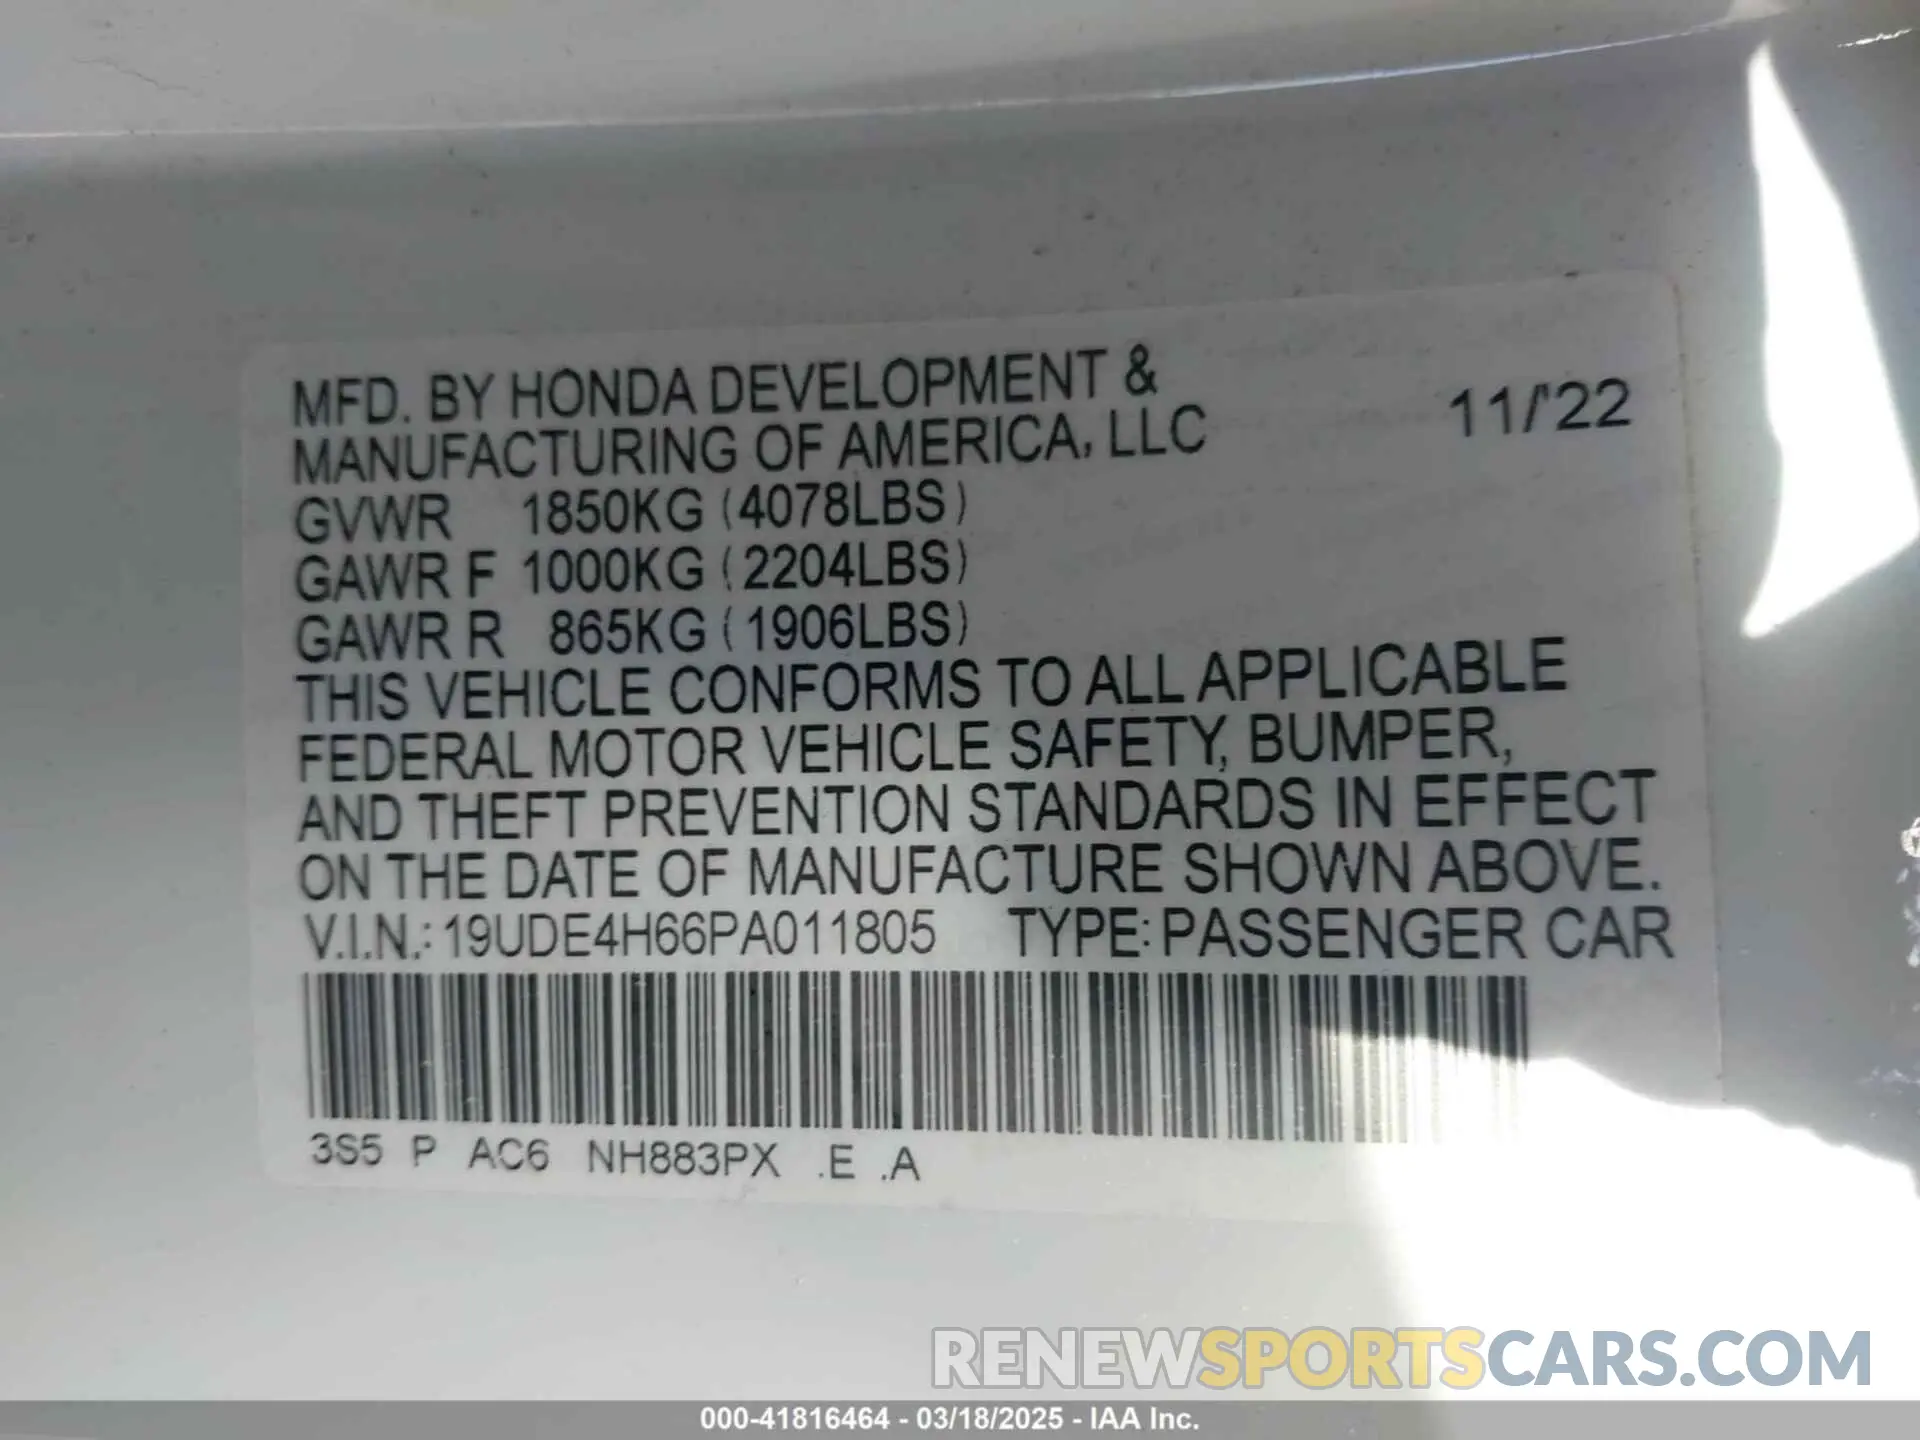 MFD. BY HONDA DEVELOPMENT &
MANUFACTURING OF AMERICA, LLC 11/'22
GVWR 1850KG (4078LBS)
GAWR F 1000KG (2204LBS)
GAWR R 865KG (1906LBS)
THIS VEHICLE CONFORMS TO ALL APPLICABLE
FEDERAL MOTOR VEHICLE SAFETY, BUMPER,
AND THEFT PREVENTION STANDARDS IN EFFECT
ON THE DATE OF MANUFACTURE SHOWN ABOVE.
V.I.N.: 19UDE4H66PA011805 TYPE: PASSENGER CAR
3S5 P AC6 NH883PX .E .A
RENEWSPORTSCARS.COM
000-41816464 - 03/18/2025 - IAA Inc.